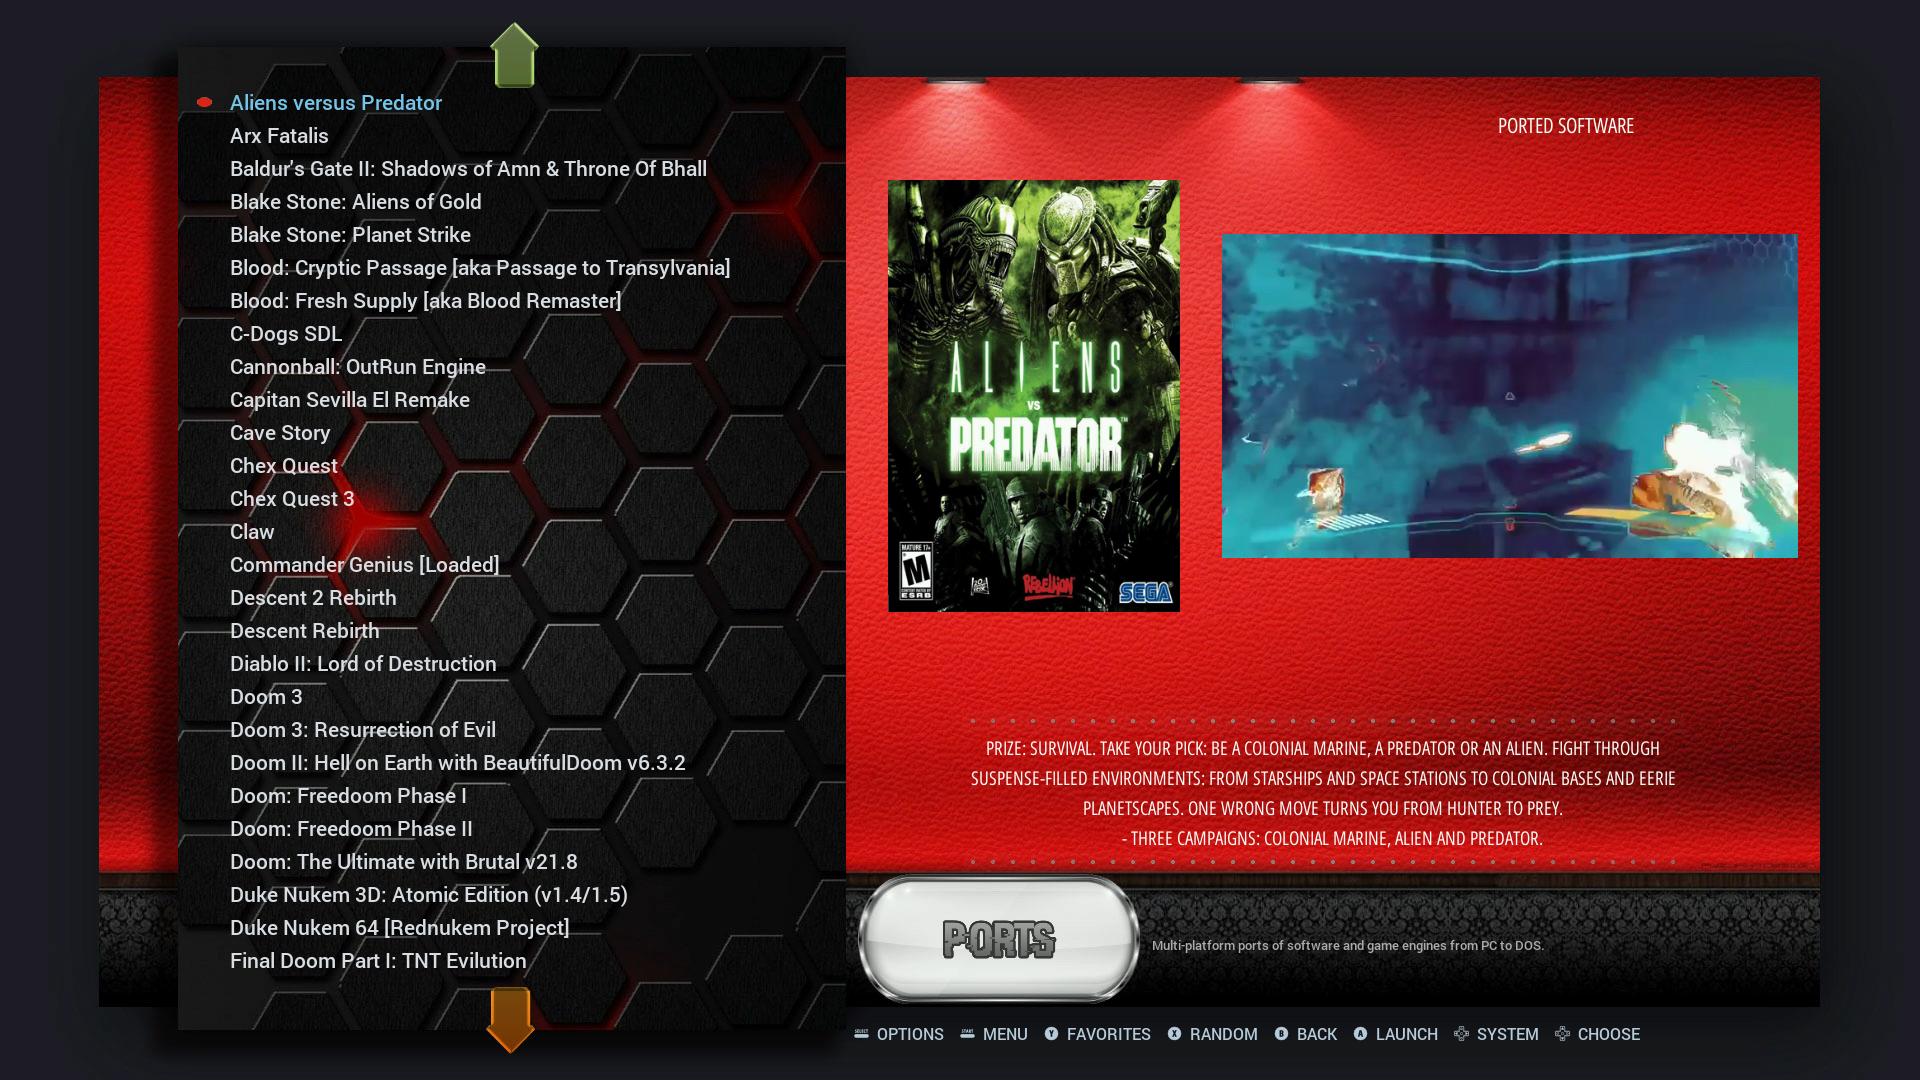 Aliens versus Predator
Arx Fatalis
Baldur's Gate II: Shadows of Amn & Throne Of Bhall
Blake Stone: Aliens of Gold
Blake Stone: Planet Strike
Blood: Cryptic Passage [aka Passage to Transylvania]
Blood: Fresh Supply [aka Blood Remaster]
C-Dogs SDL
Cannonball: OutRun Engine
Capitan Sevilla El Remake
Cave Story
Chex Quest
Chex Quest 3
Claw
Commander Genius [Loaded]
Descent 2 Rebirth
Descent Rebirth
Diablo II: Lord of Destruction
Doom 3
Doom 3: Resurrection of Evil
Doom II: Hell on Earth with BeautifulDoom v6.3.2
Doom: Freedoom Phase I
Doom: Freedoom Phase II
Doom: The Ultimate with Brutal v21.8
Duke Nukem 3D: Atomic Edition (v1.4/1.5)
Duke Nukem 64 [Rednukem Project]
Final Doom Part I: TNT Evilution
PORTED SOFTWARE
ALIENS
VS
PREDATOR™
MATURE 17+
M
ESRB
REBELLION
SEGA
PRIZE: SURVIVAL. TAKE YOUR PICK: BE A COLONIAL MARINE, A PREDATOR OR AN ALIEN. FIGHT THROUGH
SUSPENSE-FILLED ENVIRONMENTS: FROM STARSHIPS AND SPACE STATIONS TO COLONIAL BASES AND EERIE
PLANETSCAPES. ONE WRONG MOVE TURNS YOU FROM HUNTER TO PREY.
- THREE CAMPAIGNS: COLONIAL MARINE, ALIEN AND PREDATOR.
PORTS
Multi-platform ports of software and game engines from PC to DOS.
SELECT OPTIONS START MENU Y FAVORITES X RANDOM B BACK A LAUNCH SYSTEM CHOOSE